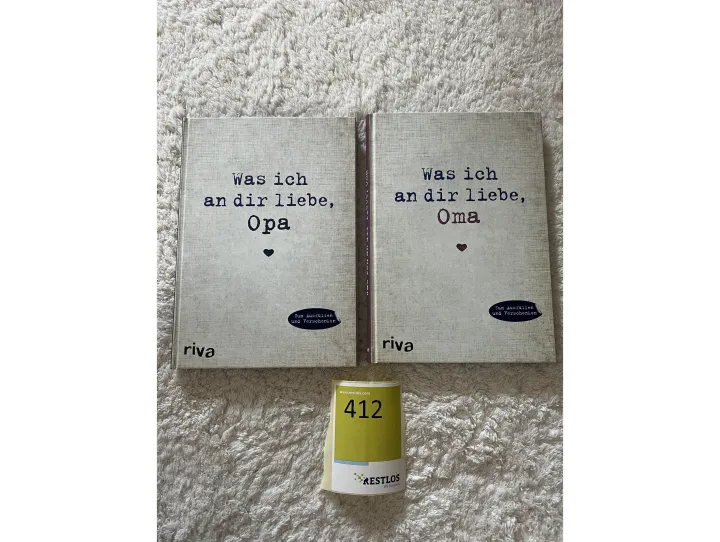 Was ich
an dir liebe,
Opa
Zum Ausfüllen
und Verschenken
riva
Was ich
an dir liebe,
Oma
Zum Ausfüllen
und Verschenken
riva
412
RESTLOS